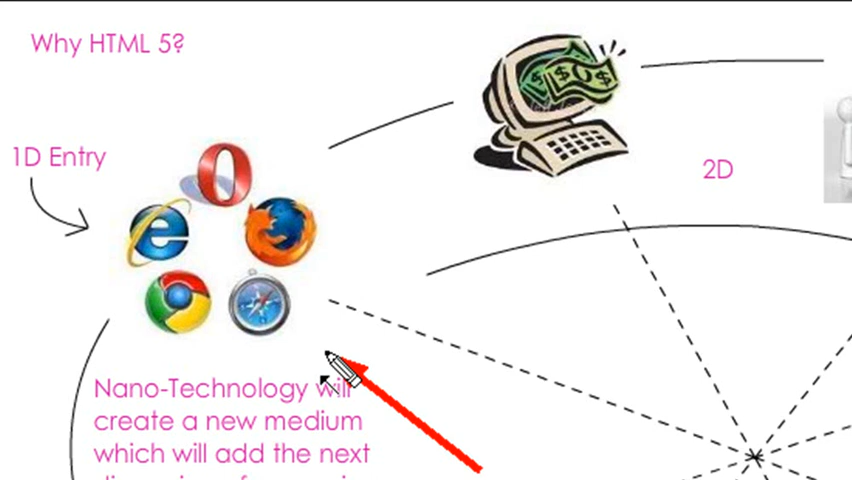 Why HTML 5?
1D Entry
2D
Nano-Technology will
create a new medium
which will add the next